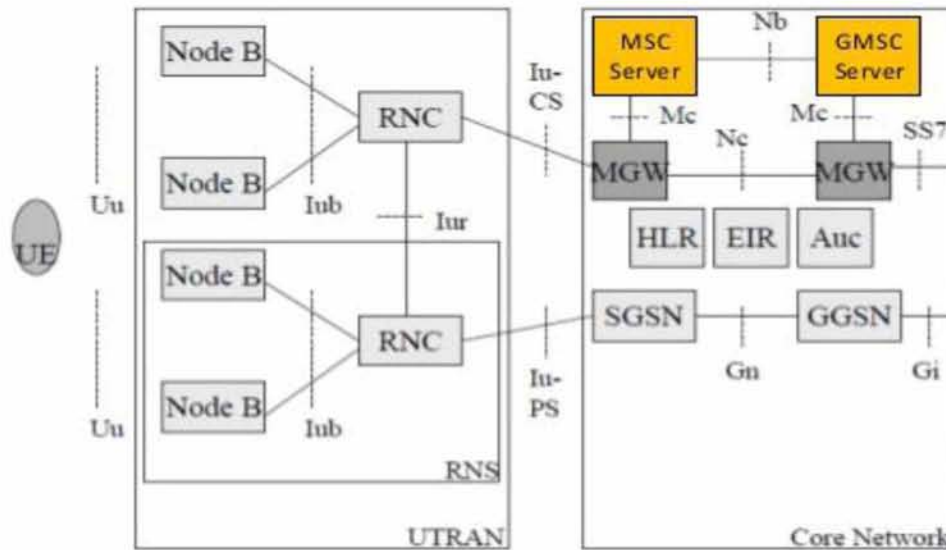 Node B
Node B
RNC
Uu
Iub
Iur
UE
Node B
Node B
RNC
Uu
Iub
RNS
UTRAN
Iu-
CS
Iu-
PS
MSC
Server
Nb
GMSC
Server
Mc
Mc
SS7
MGW
Nc
MGW
HLR
EIR
Auc
SGSN
Gn
GGSN
Gi
Core Network